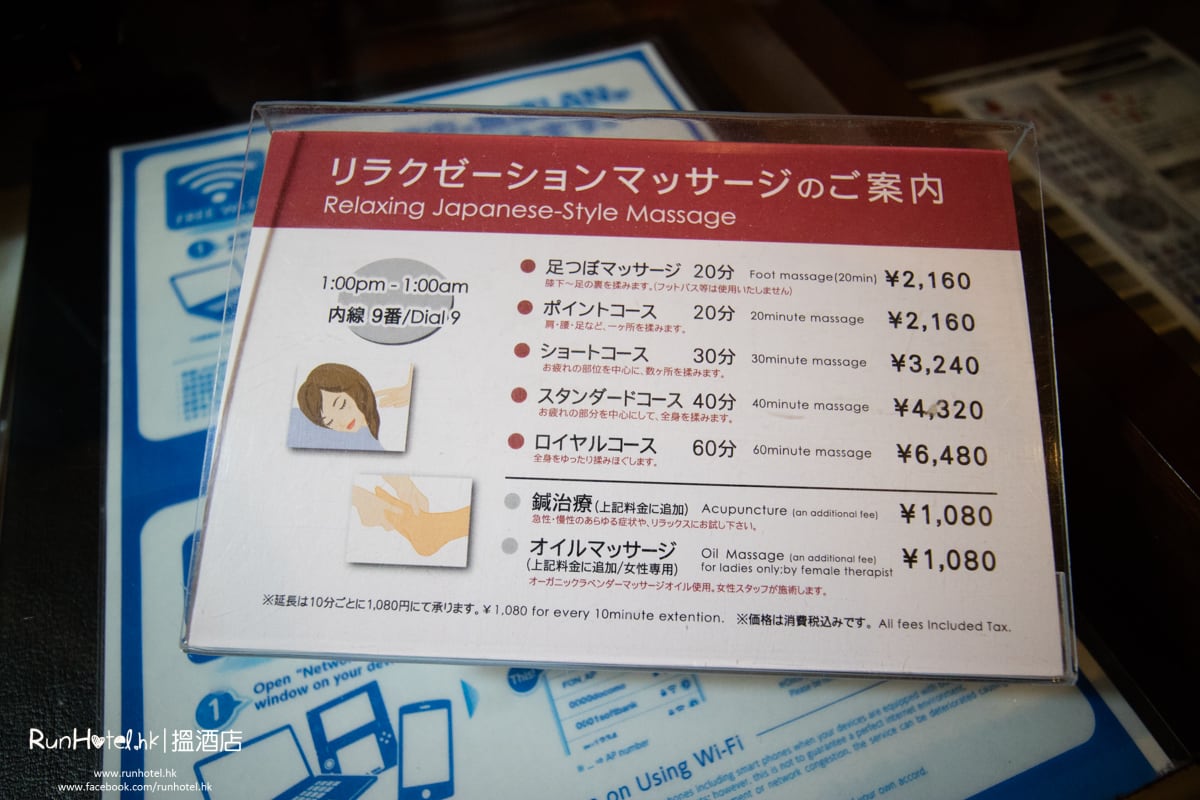 LAN
FREE Wi-Fi
リラクゼーションマッサージのご案内
Relaxing Japanese-Style Massage
1:00pm - 1:00am
内線 9番/Dial 9
足つぼマッサージ 20分 Foot massage(20min) ¥2,160
膝下～足の裏を揉みます。(フットバス等は使用いたしません)
ポイントコース 20分 20minute massage ¥2,160
肩・腰・足など、一ヶ所を揉みます。
ショートコース 30分 30minute massage ¥3,240
お疲れの部位を中心に、数ヶ所を揉みます。
スタンダードコース 40分 40minute massage ¥4,320
お疲れの部分を中心にして、全身を揉みます。
ロイヤルコース 60分 60minute massage ¥6,480
全身をゆったり揉みほぐします。
鍼治療(上記料金に追加) Acupuncture (an additional fee) ¥1,080
急性・慢性のあらゆる症状や、リラックスにお試し下さい。
オイルマッサージ Oil Massage (an additional fee) ¥1,080
(上記料金に追加/女性専用) for ladies only;by female therapist
オーガニックラベンダーマッサージオイル使用。女性スタッフが施術します。
※延長は10分ごとに1,080円にて承ります。¥1,080 for every 10minute extention. ※価格は消費税込みです。All fees Included Tax.
1 Open "Network
window on your devi
This!
FON_AP
0000docomo
0001softbank
AP number
on Using Wi-Fi
RunHotel.hk|搵酒店
www.runhotel.hk
www.facebook.com/runhotel.hk